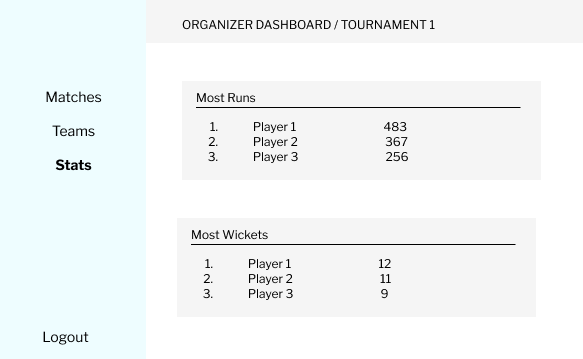 ORGANIZER DASHBOARD / TOURNAMENT 1
Matches
Teams
Stats
Logout
Most Runs
1. Player 1 483
2. Player 2 367
3. Player 3 256
Most Wickets
1. Player 1 12
2. Player 2 11
3. Player 3 9